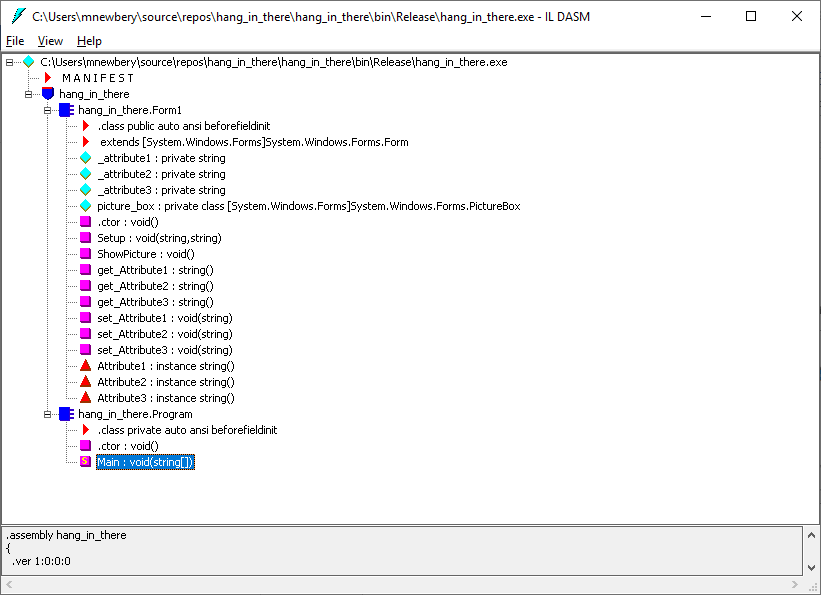 C:\Users\mnewbery\source\repos\hang_in_there\hang_in_there\bin\Release\hang_in_there.exe - IL DASM
File View Help
C:\Users\mnewbery\source\repos\hang_in_there\hang_in_there\bin\Release\hang_in_there.exe
M A N I F E S T
hang_in_there
hang_in_there.Form1
.class public auto ansi beforefieldinit
extends [System.Windows.Forms]System.Windows.Forms.Form
_attribute1 : private string
_attribute2 : private string
_attribute3 : private string
picture_box : private class [System.Windows.Forms]System.Windows.Forms.PictureBox
.ctor : void()
Setup : void(string,string)
ShowPicture : void()
get_Attribute1 : string()
get_Attribute2 : string()
get_Attribute3 : string()
set_Attribute1 : void(string)
set_Attribute2 : void(string)
set_Attribute3 : void(string)
Attribute1 : instance string()
Attribute2 : instance string()
Attribute3 : instance string()
hang_in_there.Program
.class private auto ansi beforefieldinit
.ctor : void()
S Main : void(string[])
.assembly hang_in_there
{
.ver 1:0:0:0